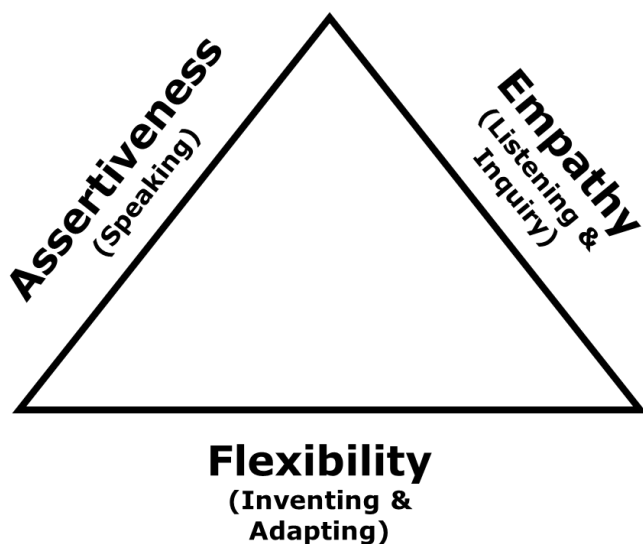 Assertiveness
(Speaking)
Empathy
(Listening &
Inquiry)
Flexibility
(Inventing &
Adapting)